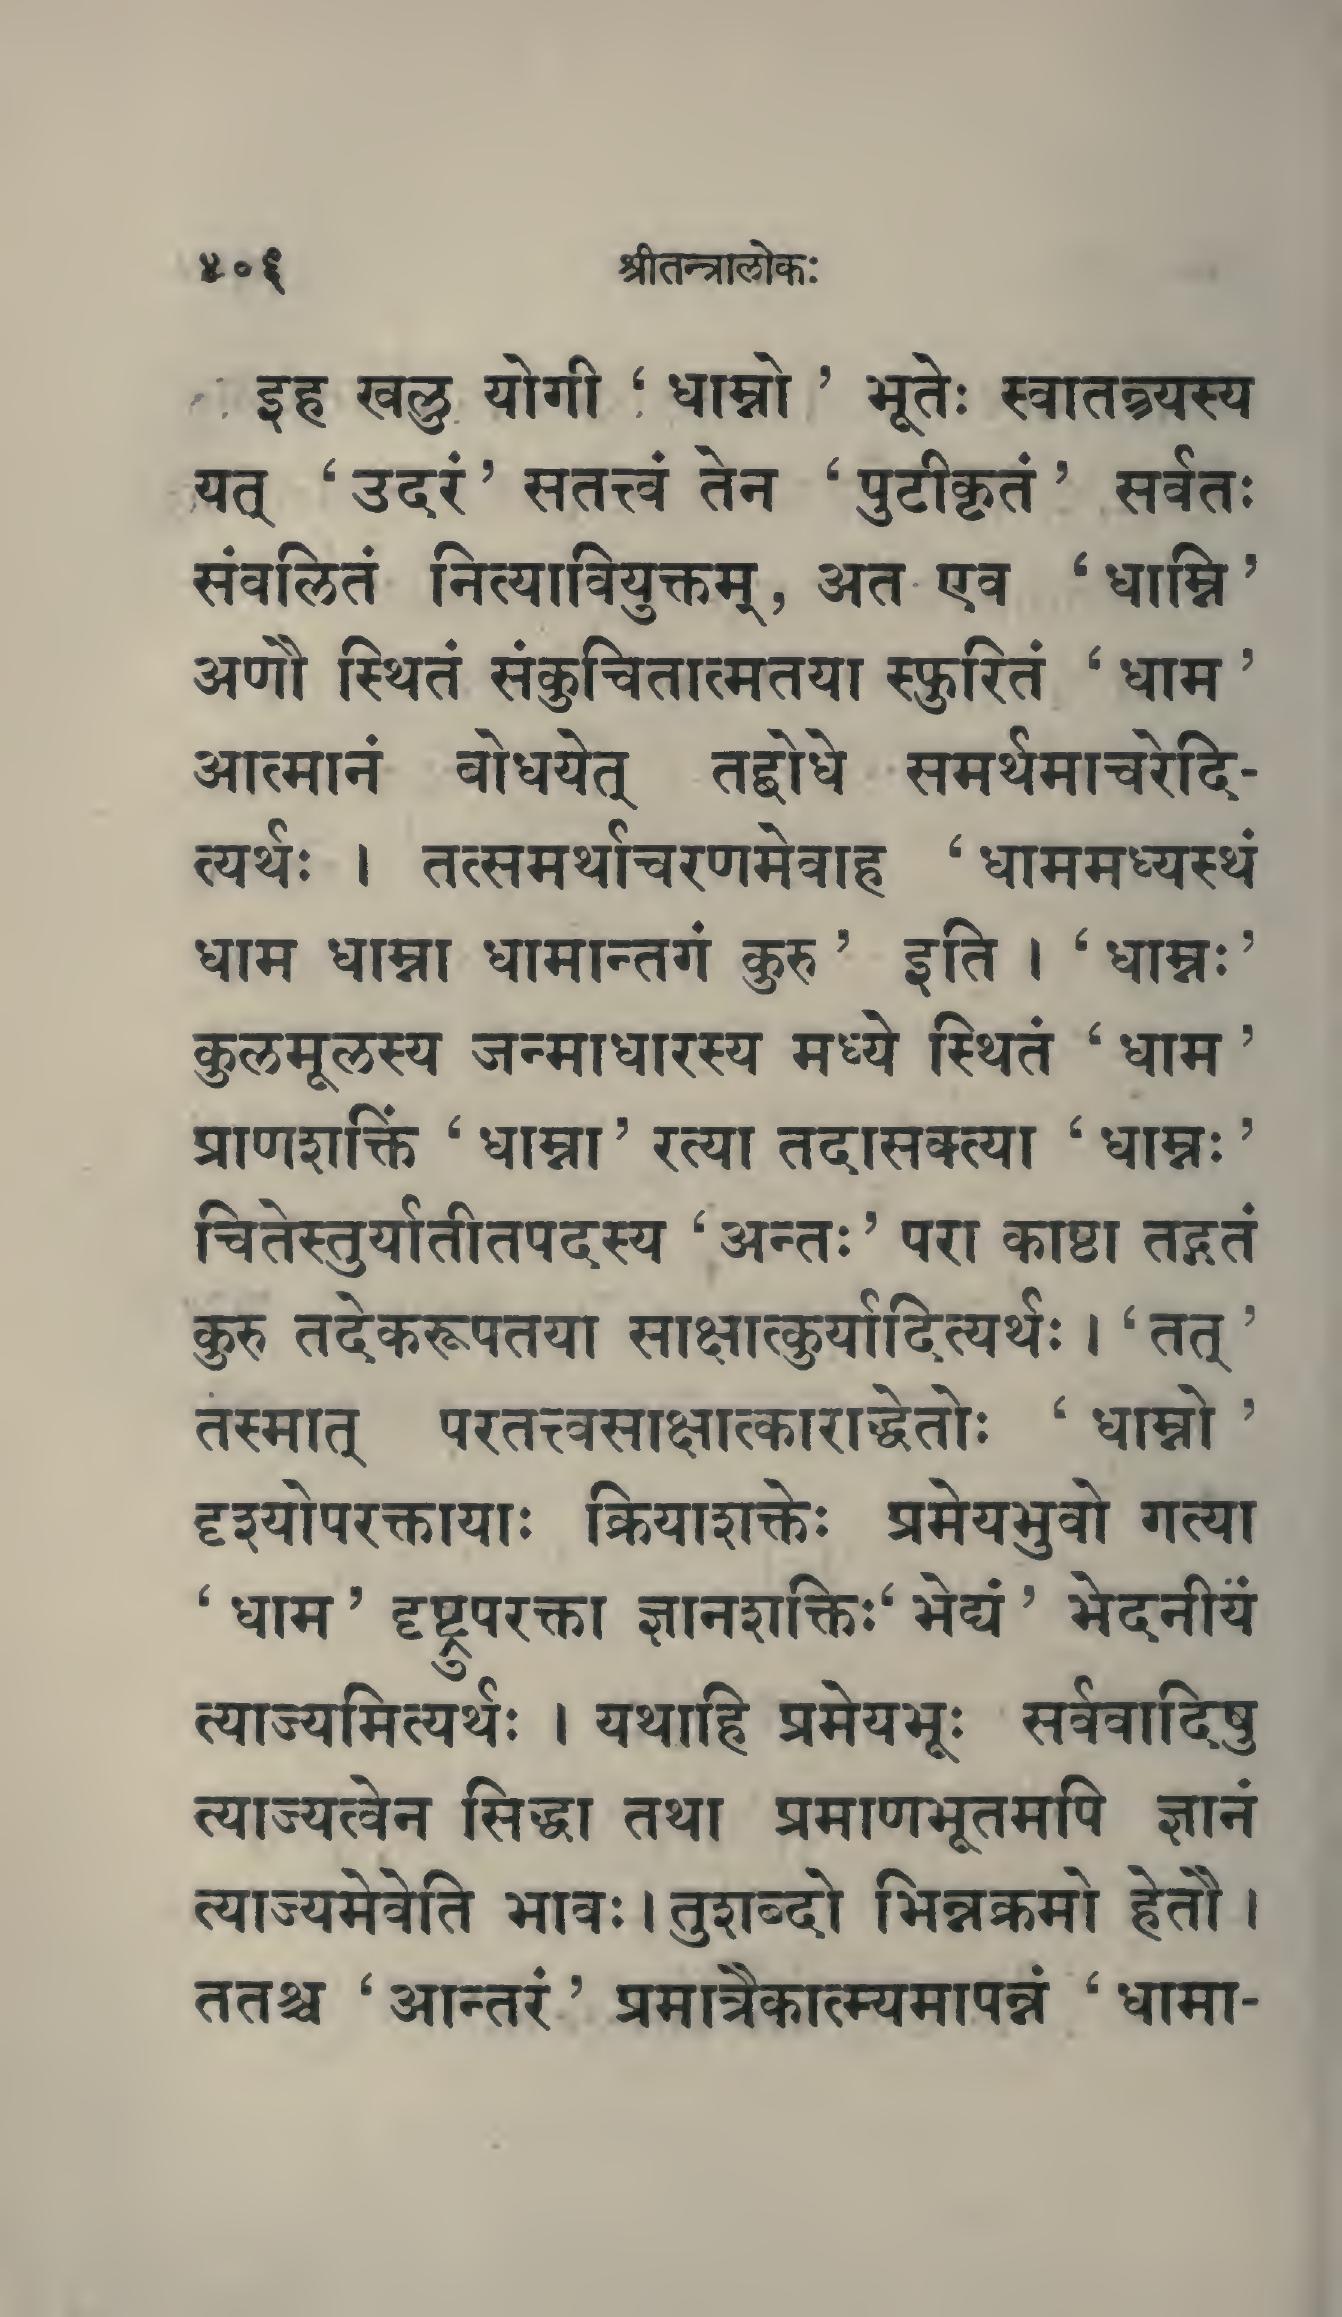 ४०६ श्रीतन्त्रालोकः
इह खलु योगी ‘ धाम्नो ’ भूतेः स्वातन्त्र्यस्य
यत् ‘ उदरं ’ सतत्त्वं तेन ‘ पुटीकृतं ’ सर्वतः
संवलितं नित्यावियुक्तम्, अत एव ‘ धाम्नि ’
अणौ स्थितं संकुचितात्मतया स्फुरितं ‘ धाम ’
आत्मानं बोधयेत् तद्बोधे समर्थमाचरेदि-
त्यर्थः । तत्समर्थाचरणमेवाह ‘ धाममध्यस्थं
धाम धाम्ना धामान्तगं कुरु ’ इति । ‘ धाम्नः ’
कुलमूलस्य जन्माधारस्य मध्ये स्थितं ‘ धाम ’
प्राणशक्तिं ‘ धाम्ना ’ रत्या तदासक्त्या ‘ धाम्नः ’
चितेस्तुर्यातीतपदस्य ‘ अन्तः ’ परा काष्ठा तद्गतं
कुरु तदेकरूपतया साक्षात्कुर्यादित्यर्थः । ‘ तत् ’
तस्मात् परतत्त्वसाक्षात्काराद्धेतोः ‘ धाम्नो ’
दृश्योपरक्तायाः क्रियाशक्तेः प्रमेयभुवो गत्या
‘ धाम ’ दृष्ट्रुपरक्ता ज्ञानशक्तिः ‘ भेद्यं ’ भेदनीयं
त्याज्यमित्यर्थः । यथाहि प्रमेयभूः सर्ववादिषु
त्याज्यत्वेन सिद्धा तथा प्रमाणभूतमपि ज्ञानं
त्याज्यमेवेति भावः । तुशब्दो भिन्नक्रमो हेतौ ।
ततश्च ‘ आन्तरं ’ प्रमात्रैकात्म्यमापन्नं ‘ धामा-